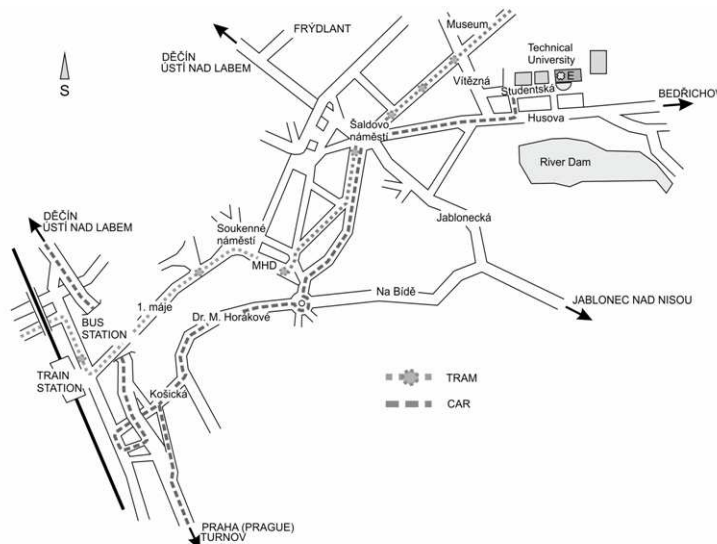 Museum
FRÝDLANT
DĚČÍN
ÚSTÍ NAD LABEM
Technical
University
Vítězná
E
Studentská
BEDŘICHOV
Husova
Šaldovo
náměstí
S
River Dam
DĚČÍN
ÚSTÍ NAD LABEM
Soukenné
náměstí
Jablonecká
MHD
Na Bídě
1. máje
JABLONEC NAD NISOU
BUS
STATION
Dr. M. Horákové
TRAIN
STATION
TRAM
Košická
CAR
PRAHA (PRAGUE)
TURNOV